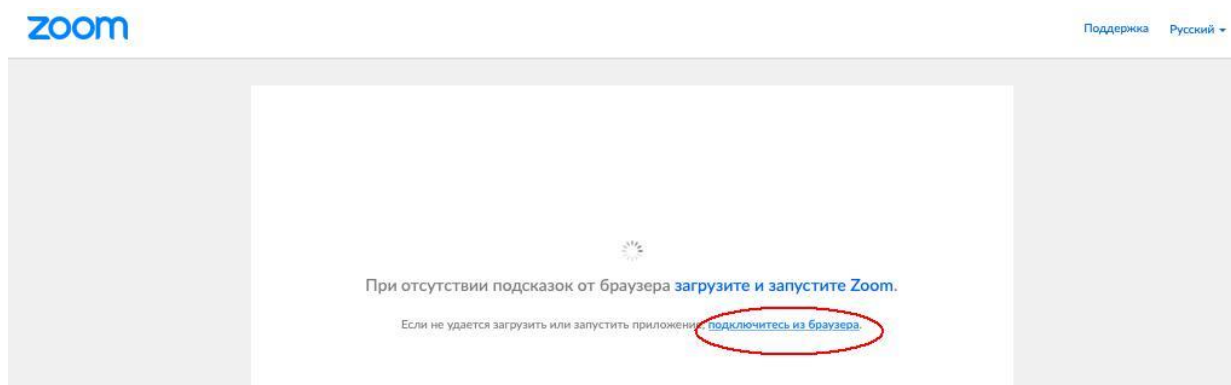 zoom
Поддержка Русский
При отсутствии подсказок от браузера загрузите и запустите Zoom.
Если не удается загрузить или запустить приложение, подключитесь из браузера.